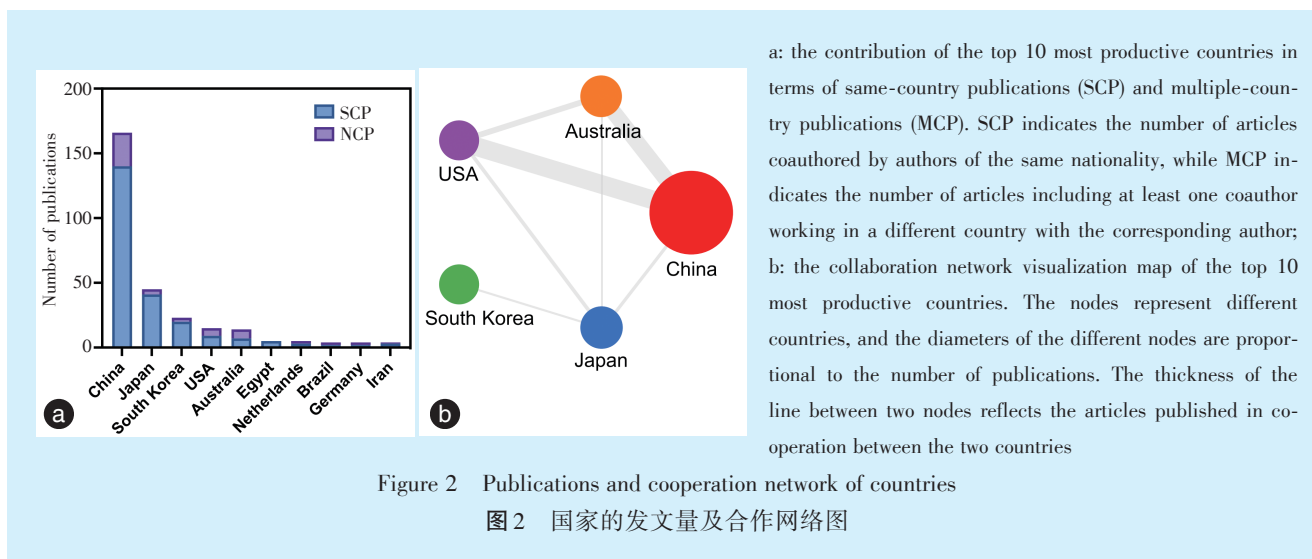 200
150
100
50
0
Number of publications
SCP
NCP
China
Japan
South Korea
USA
Australia
Egypt
Netherlands
Brazil
Germany
Iran
a
Australia
USA
China
South Korea
Japan
b
a: the contribution of the top 10 most productive countries in
terms of same-country publications (SCP) and multiple-coun-
try publications (MCP). SCP indicates the number of articles
coauthored by authors of the same nationality, while MCP in-
dicates the number of articles including at least one coauthor
working in a different country with the corresponding author;
b: the collaboration network visualization map of the top 10
most productive countries. The nodes represent different
countries, and the diameters of the different nodes are propor-
tional to the number of publications. The thickness of the
line between two nodes reflects the articles published in co-
operation between the two countries
Figure 2 Publications and cooperation network of countries
图2 国家的发文量及合作网络图